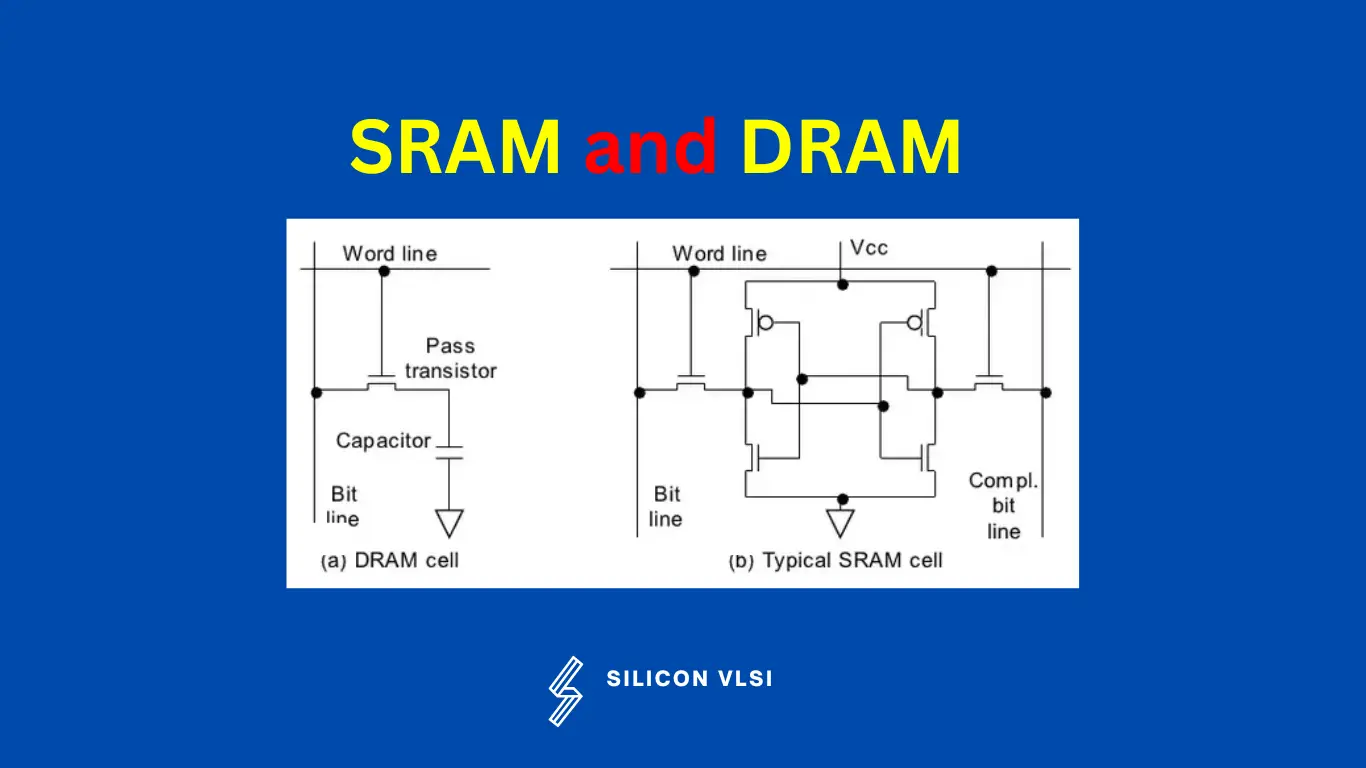 SRAM and DRAM
Word line
Pass
transistor
Capacitor
Bit
line
(a) DRAM cell
Word line
Vcc
Bit
line
Compl.
bit
line
(b) Typical SRAM cell
SILICON VLSI